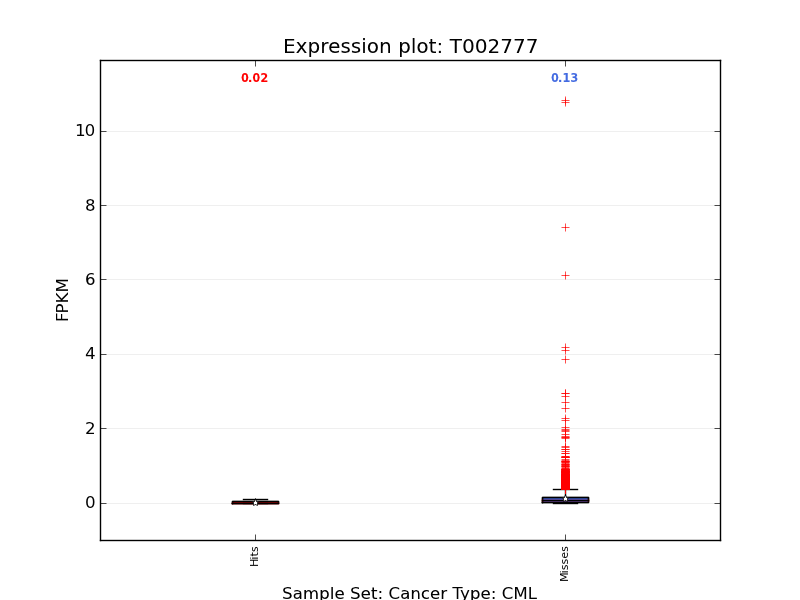 Expression plot: T002777
0.02
0.13
10
8
6
4
2
0
FPKM
Hits
Misses
Sample Set: Cancer Type: CML